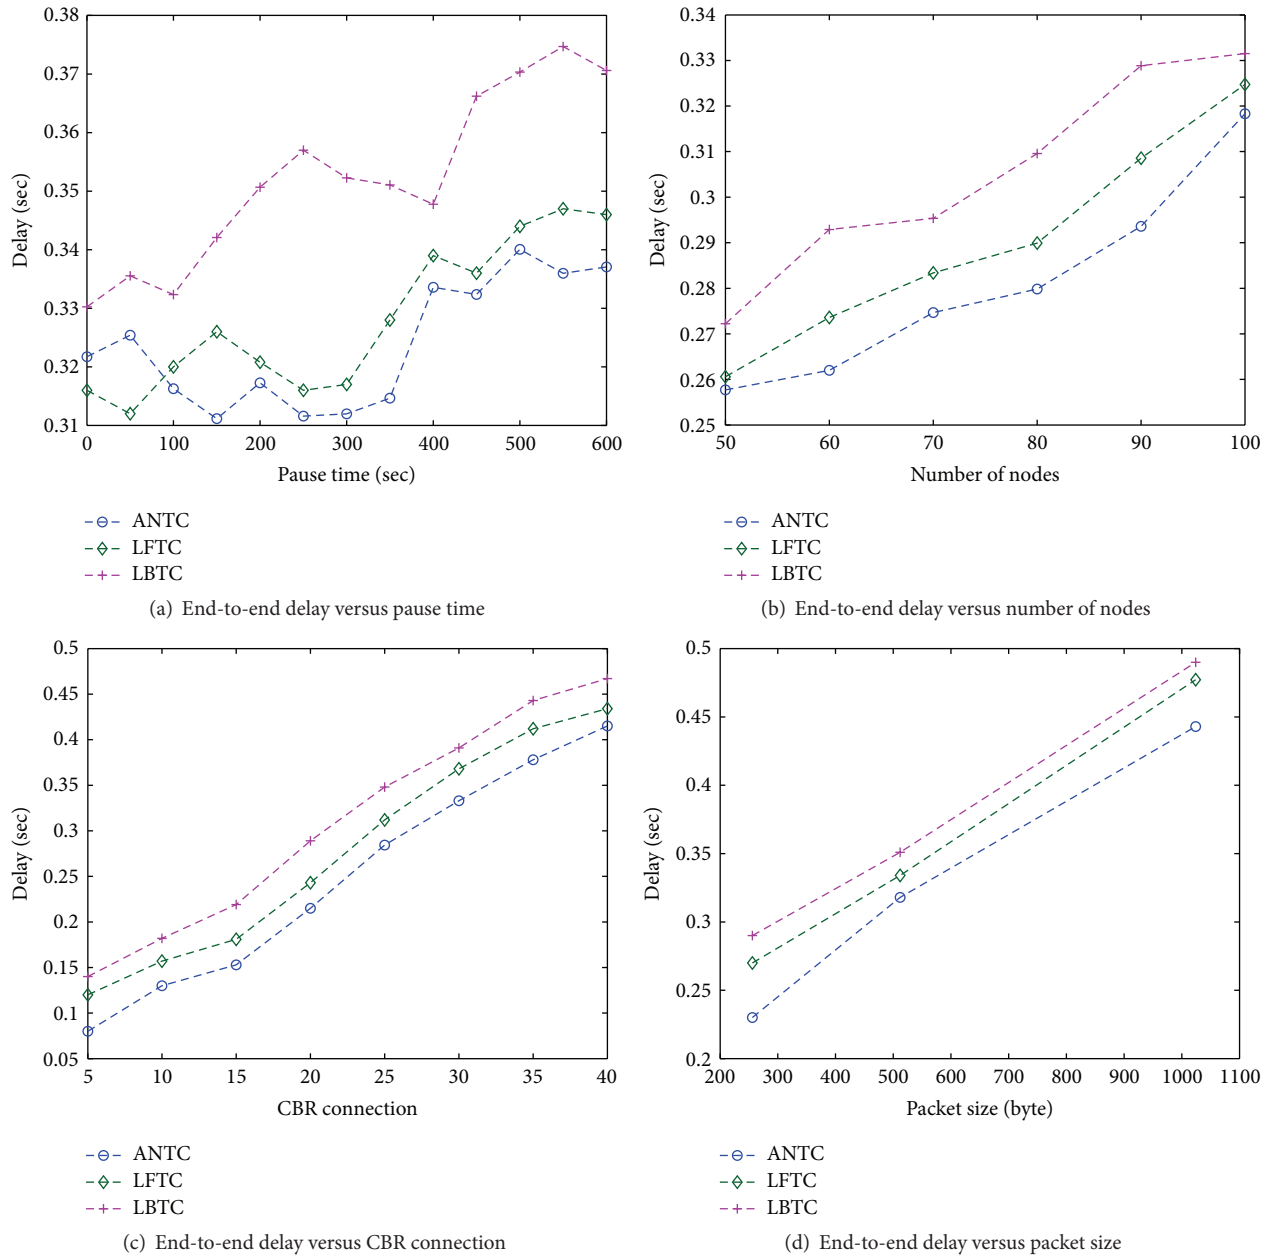 0.38
0.37
0.36
0.35
0.34
0.33
0.32
0.31
Delay (sec)
0 100 200 300 400 500 600
Pause time (sec)
ANTC
LFTC
LBTC
(a) End-to-end delay versus pause time
0.34
0.33
0.32
0.31
0.3
0.29
0.28
0.27
0.26
0.25
Delay (sec)
50 60 70 80 90 100
Number of nodes
ANTC
LFTC
LBTC
(b) End-to-end delay versus number of nodes
0.5
0.45
0.4
0.35
0.3
0.25
0.2
0.15
0.1
0.05
Delay (sec)
5 10 15 20 25 30 35 40
CBR connection
ANTC
LFTC
LBTC
(c) End-to-end delay versus CBR connection
0.5
0.45
0.4
0.35
0.3
0.25
0.2
Delay (sec)
200 300 400 500 600 700 800 900 1000 1100
Packet size (byte)
ANTC
LFTC
LBTC
(d) End-to-end delay versus packet size